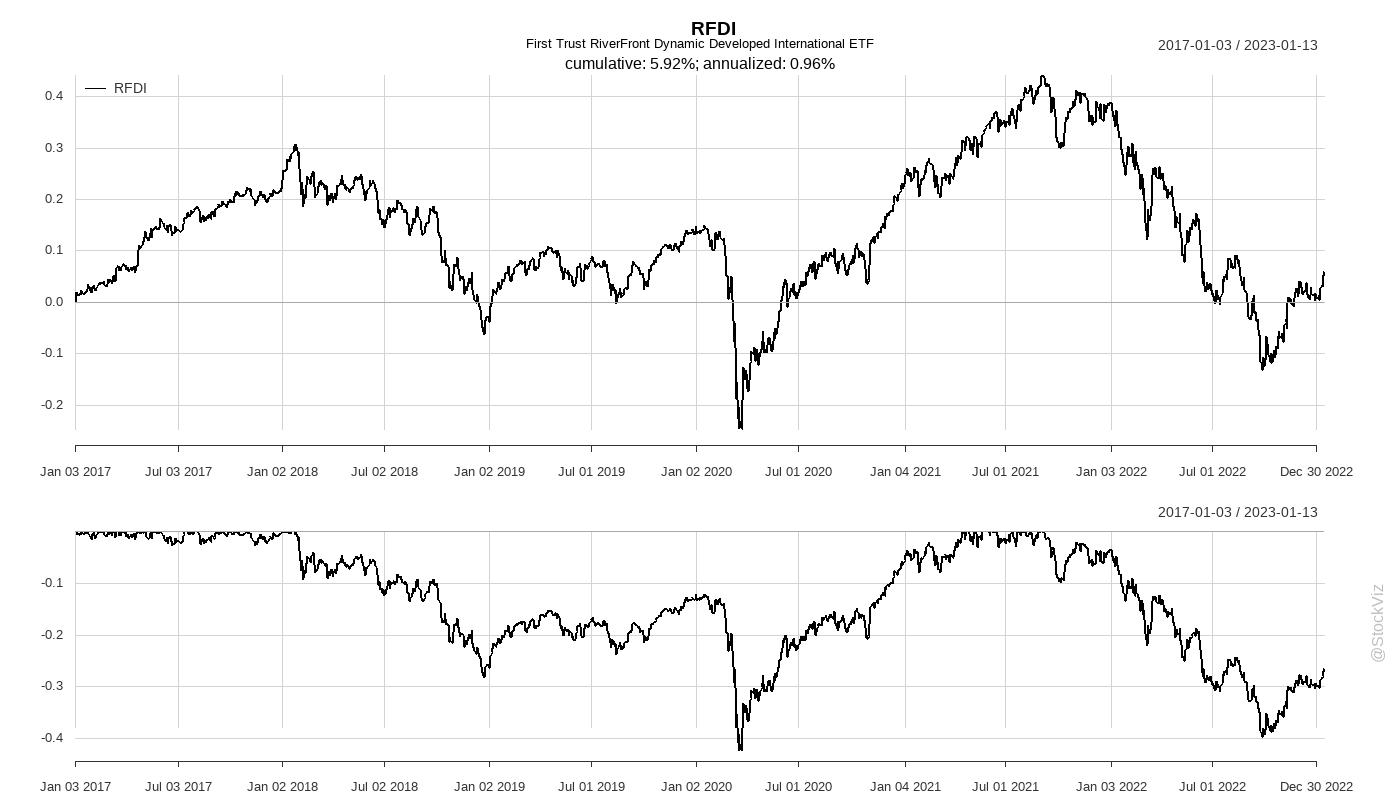 RFDI
First Trust RiverFront Dynamic Developed International ETF
cumulative: 5.92%; annualized: 0.96%
2017-01-03 / 2023-01-13
RFDI
0.4
0.3
0.2
0.1
0.0
-0.1
-0.2
Jan 03 2017 Jul 03 2017 Jan 02 2018 Jul 02 2018 Jan 02 2019 Jul 01 2019 Jan 02 2020 Jul 01 2020 Jan 04 2021 Jul 01 2021 Jan 03 2022 Jul 01 2022 Dec 30 2022
2017-01-03 / 2023-01-13
-0.1
-0.2
-0.3
-0.4
Jan 03 2017 Jul 03 2017 Jan 02 2018 Jul 02 2018 Jan 02 2019 Jul 01 2019 Jan 02 2020 Jul 01 2020 Jan 04 2021 Jul 01 2021 Jan 03 2022 Jul 01 2022 Dec 30 2022
@StockViz